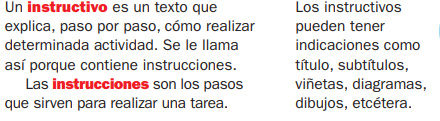 Un instructivo es un texto que
explica, paso por paso, cómo realizar
determinada actividad. Se le llama
así porque contiene instrucciones.
Las instrucciones son los pasos
que sirven para realizar una tarea.
Los instructivos
pueden tener
indicaciones como
título, subtítulos,
viñetas, diagramas,
dibujos, etcétera.